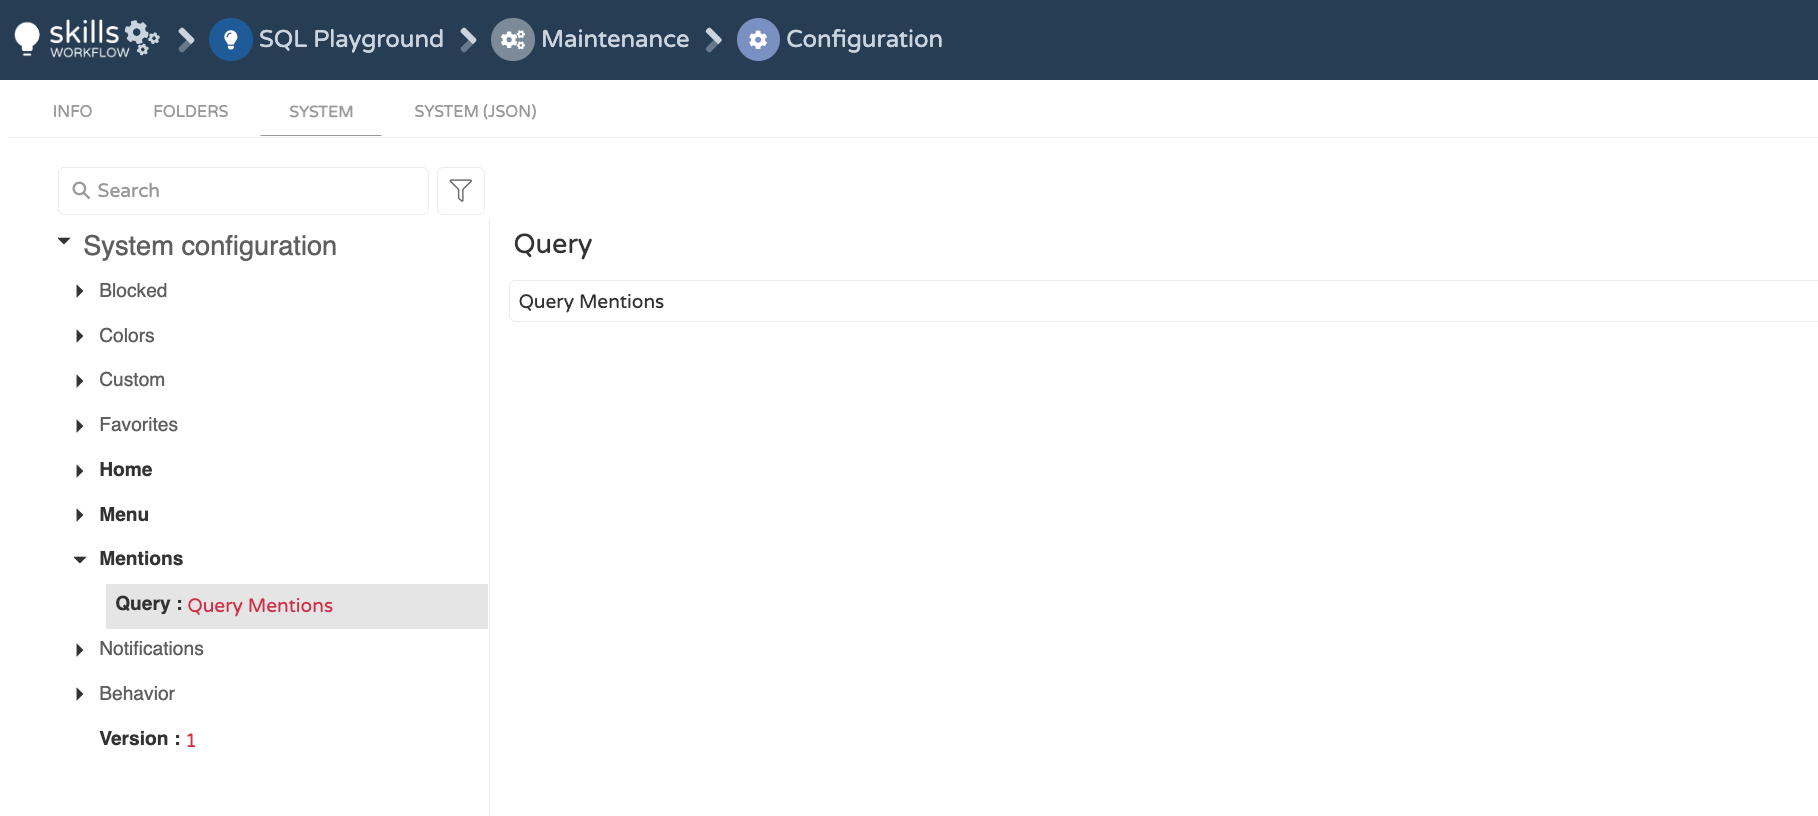 skills WORKFLOW SQL Playground Maintenance Configuration
INFO FOLDERS SYSTEM SYSTEM (JSON)
Search
System configuration
Blocked
Colors
Custom
Favorites
Home
Menu
Mentions
Query : Query Mentions
Notifications
Behavior
Version : 1
Query
Query Mentions